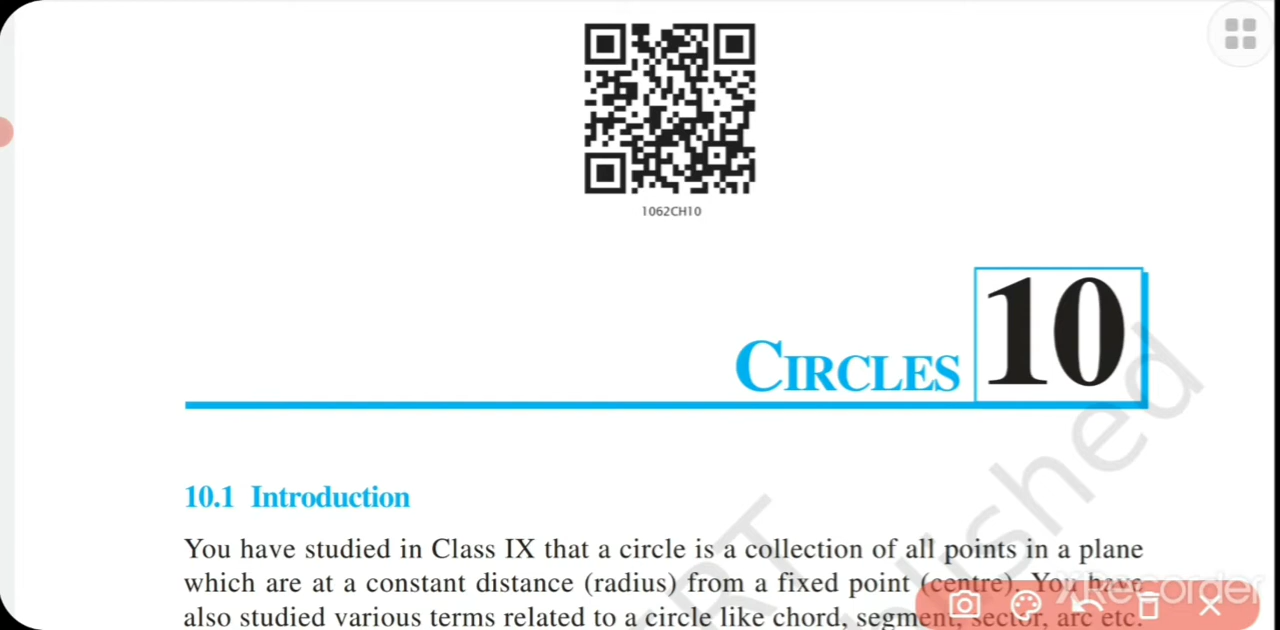 1062CH10
CIRCLES 10
10.1 Introduction
You have studied in Class IX that a circle is a collection of all points in a plane
which are at a constant distance (radius) from a fixed point (centre). You have
also studied various terms related to a circle like chord, segment, sector, arc etc.
Recorder